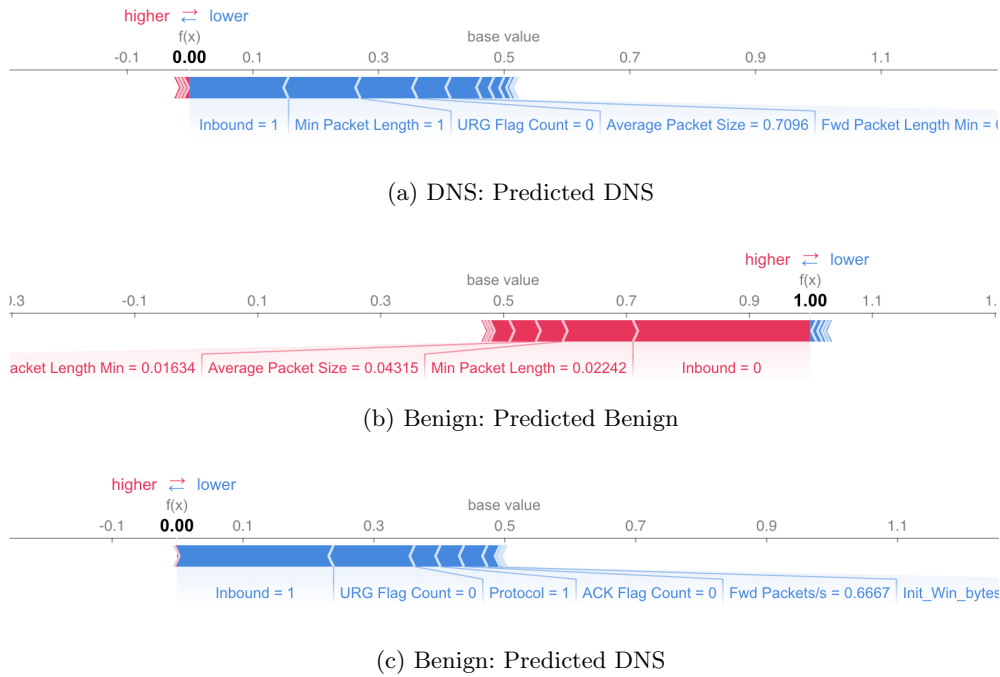 higher ⇄ lower
f(x) base value
-0.1 0.00 0.1 0.3 0.5 0.7 0.9 1.1
Inbound = 1 Min Packet Length = 1 URG Flag Count = 0 Average Packet Size = 0.7096 Fwd Packet Length Min =
(a) DNS: Predicted DNS
higher ⇄ lower
base value f(x)
0.3 -0.1 0.1 0.3 0.5 0.7 0.9 1.00 1.1 1.
acket Length Min = 0.01634 Average Packet Size = 0.04315 Min Packet Length = 0.02242 Inbound = 0
(b) Benign: Predicted Benign
higher ⇄ lower
f(x) base value
-0.1 0.00 0.1 0.3 0.5 0.7 0.9 1.1
Inbound = 1 URG Flag Count = 0 Protocol = 1 ACK Flag Count = 0 Fwd Packets/s = 0.6667 Init_Win_bytes
(c) Benign: Predicted DNS